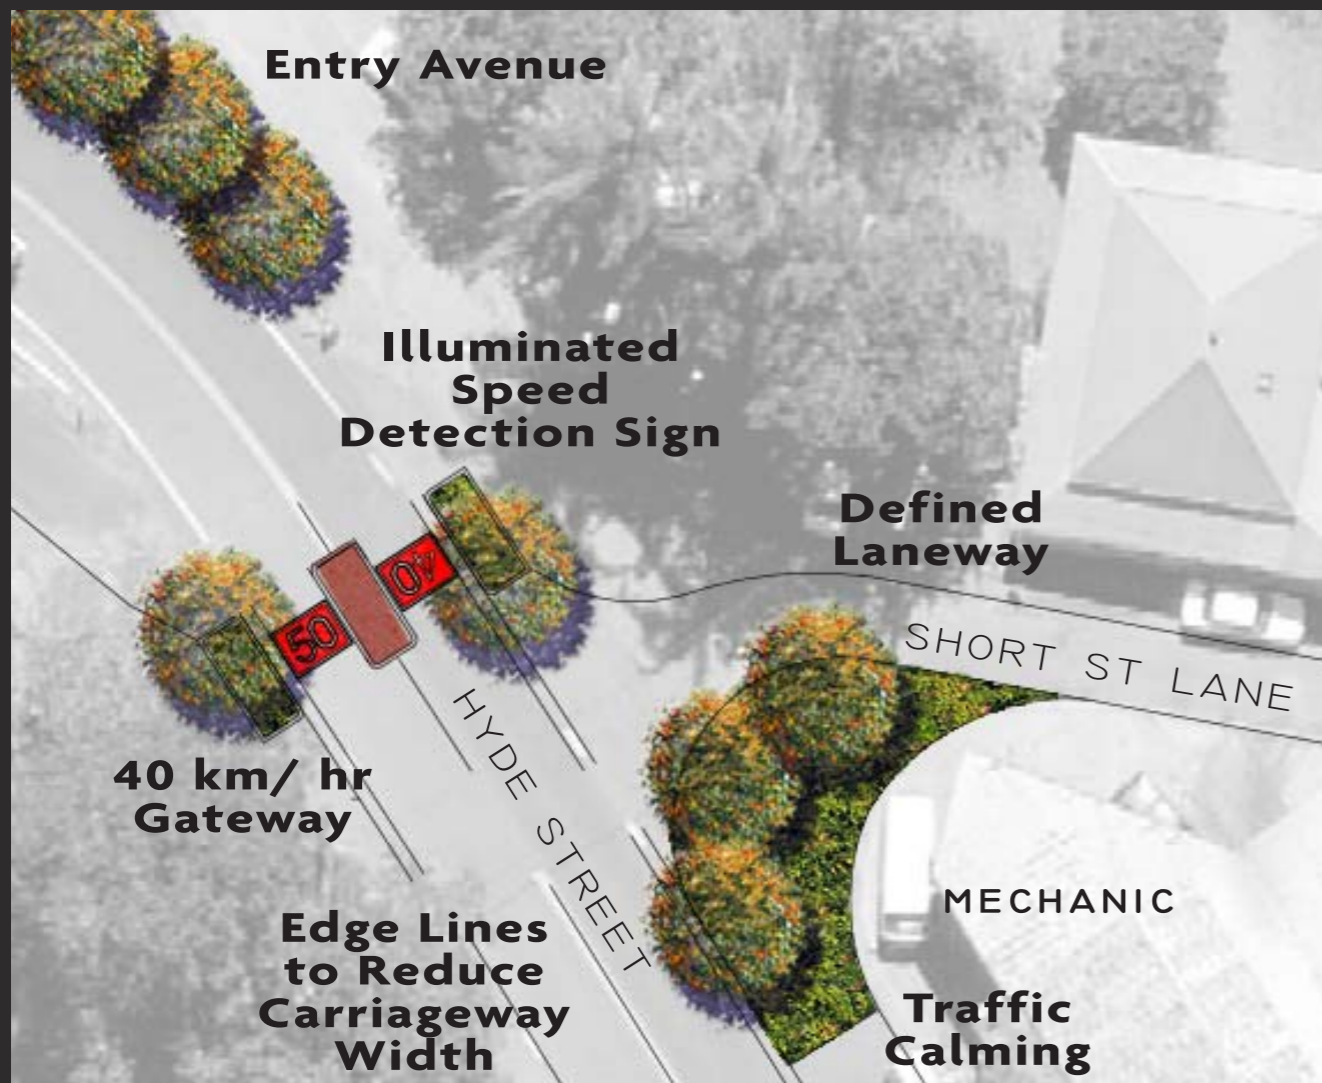 Entry Avenue
Illuminated
Speed
Detection Sign
Defined
Laneway
40
50
SHORT ST LANE
HYDE STREET
40 km/ hr
Gateway
MECHANIC
Edge Lines
to Reduce
Carriageway
Width
Traffic
Calming